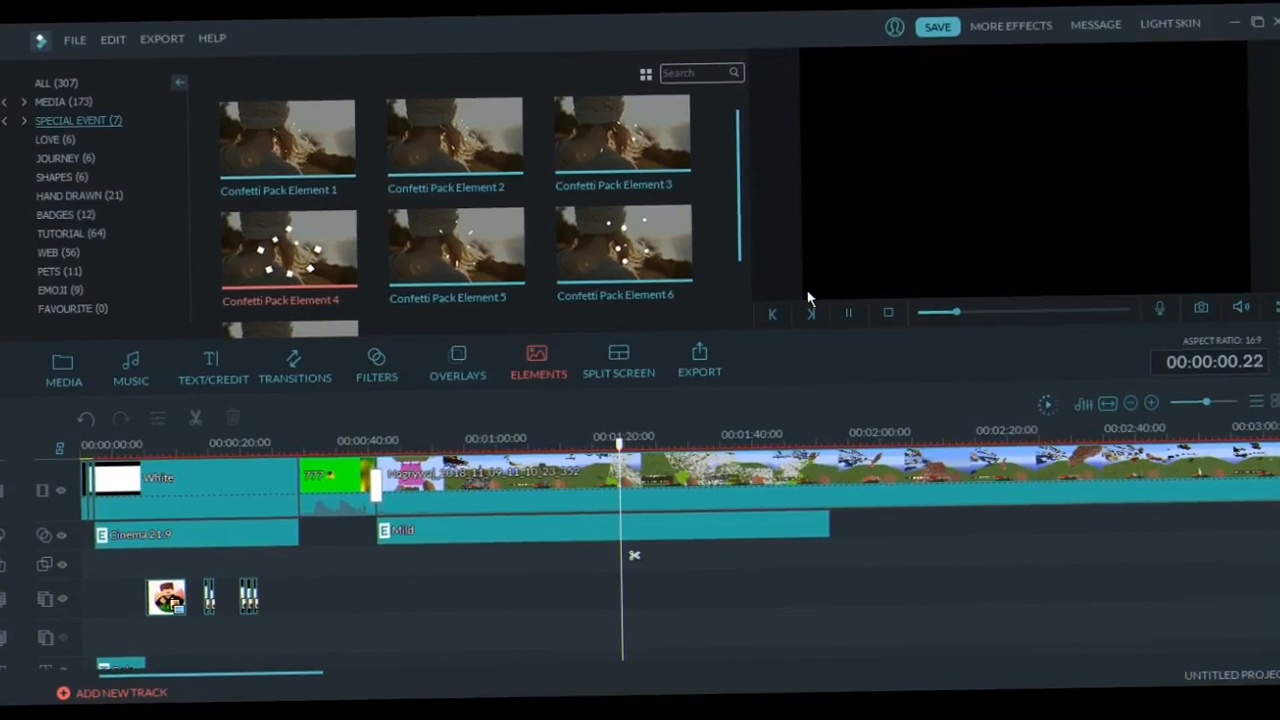 FILE EDIT EXPORT HELP
SAVE MORE EFFECTS MESSAGE LIGHT SKIN
ALL (307)
MEDIA (173)
SPECIAL EVENT (7)
LOVE (6)
JOURNEY (6)
SHAPES (6)
HAND DRAWN (21)
BADGES (12)
TUTORIAL (64)
WEB (56)
PETS (11)
EMOJI (9)
FAVOURITE (0)
Search
Confetti Pack Element 1 Confetti Pack Element 2 Confetti Pack Element 3
Confetti Pack Element 4 Confetti Pack Element 5 Confetti Pack Element 6
MEDIA MUSIC TEXT/CREDIT TRANSITIONS FILTERS OVERLAYS ELEMENTS SPLIT SCREEN EXPORT
ASPECT RATIO: 16:9
00:00:00.22
00:00:00:00 00:00:20:00 00:00:40:00 00:01:00:00 00:01:20:00 00:01:40:00 00:02:00:00 00:02:20:00 00:02:40:00
White 777
Cinema 21:9 Mild
UNTITLED
ADD NEW TRACK